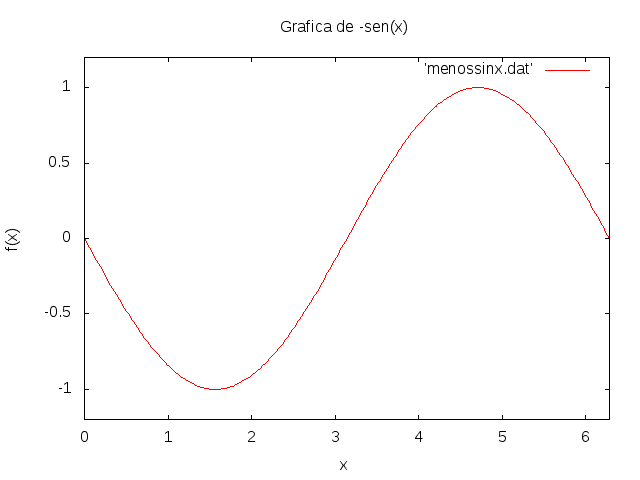 Grafica de -sen(x)
'menossinx.dat'
1
0.5
0
-0.5
-1
f(x)
0 1 2 3 4 5 6
x